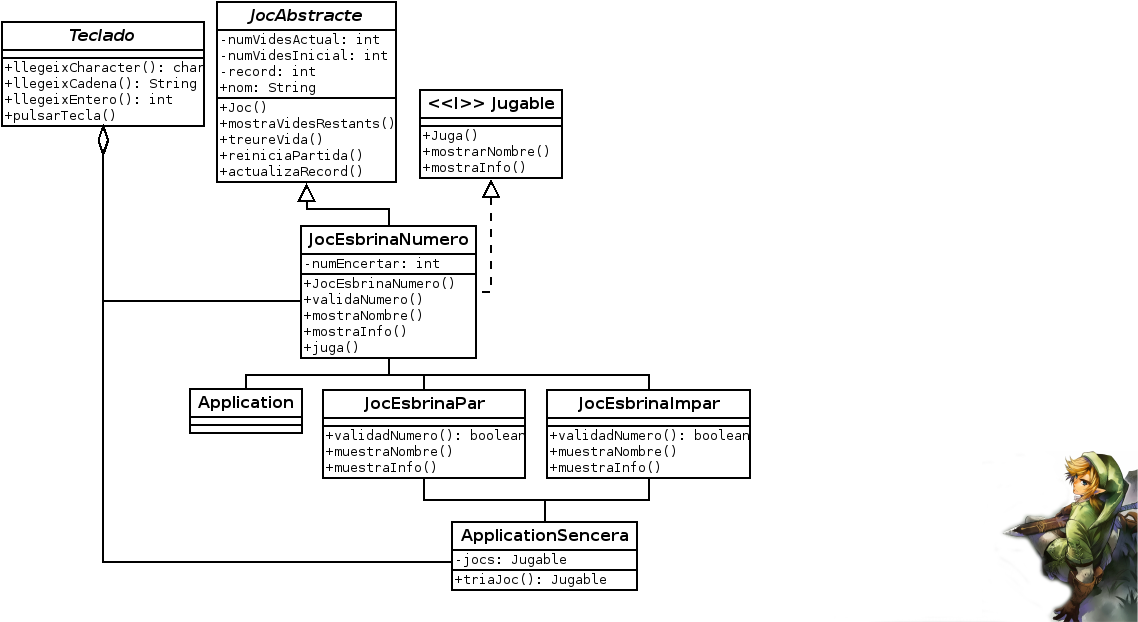 Teclado
+llegeixCharacter(): char
+llegeixCadena(): String
+llegeixEntero(): int
+pulsarTecla()
JocAbstracte
-numVidesActual: int
-numVidesInicial: int
-record: int
+nom: String
+Joc()
+mostraVidesRestants()
+treureVida()
+reiniciaPartida()
+actualizaRecord()
<<I>> Jugable
+Juga()
+mostrarNombre()
+mostraInfo()
JocEsbrinaNumero
-numEncertar: int
+JocEsbrinaNumero()
+validaNumero()
+mostraNombre()
+mostraInfo()
+juga()
Application
JocEsbrinaPar
+validadNumero(): boolean
+muestraNombre()
+muestraInfo()
JocEsbrinaImpar
+validadNumero(): boolean
+muestraNombre()
+muestraInfo()
ApplicationSencera
-jocs: Jugable
+triaJoc(): Jugable